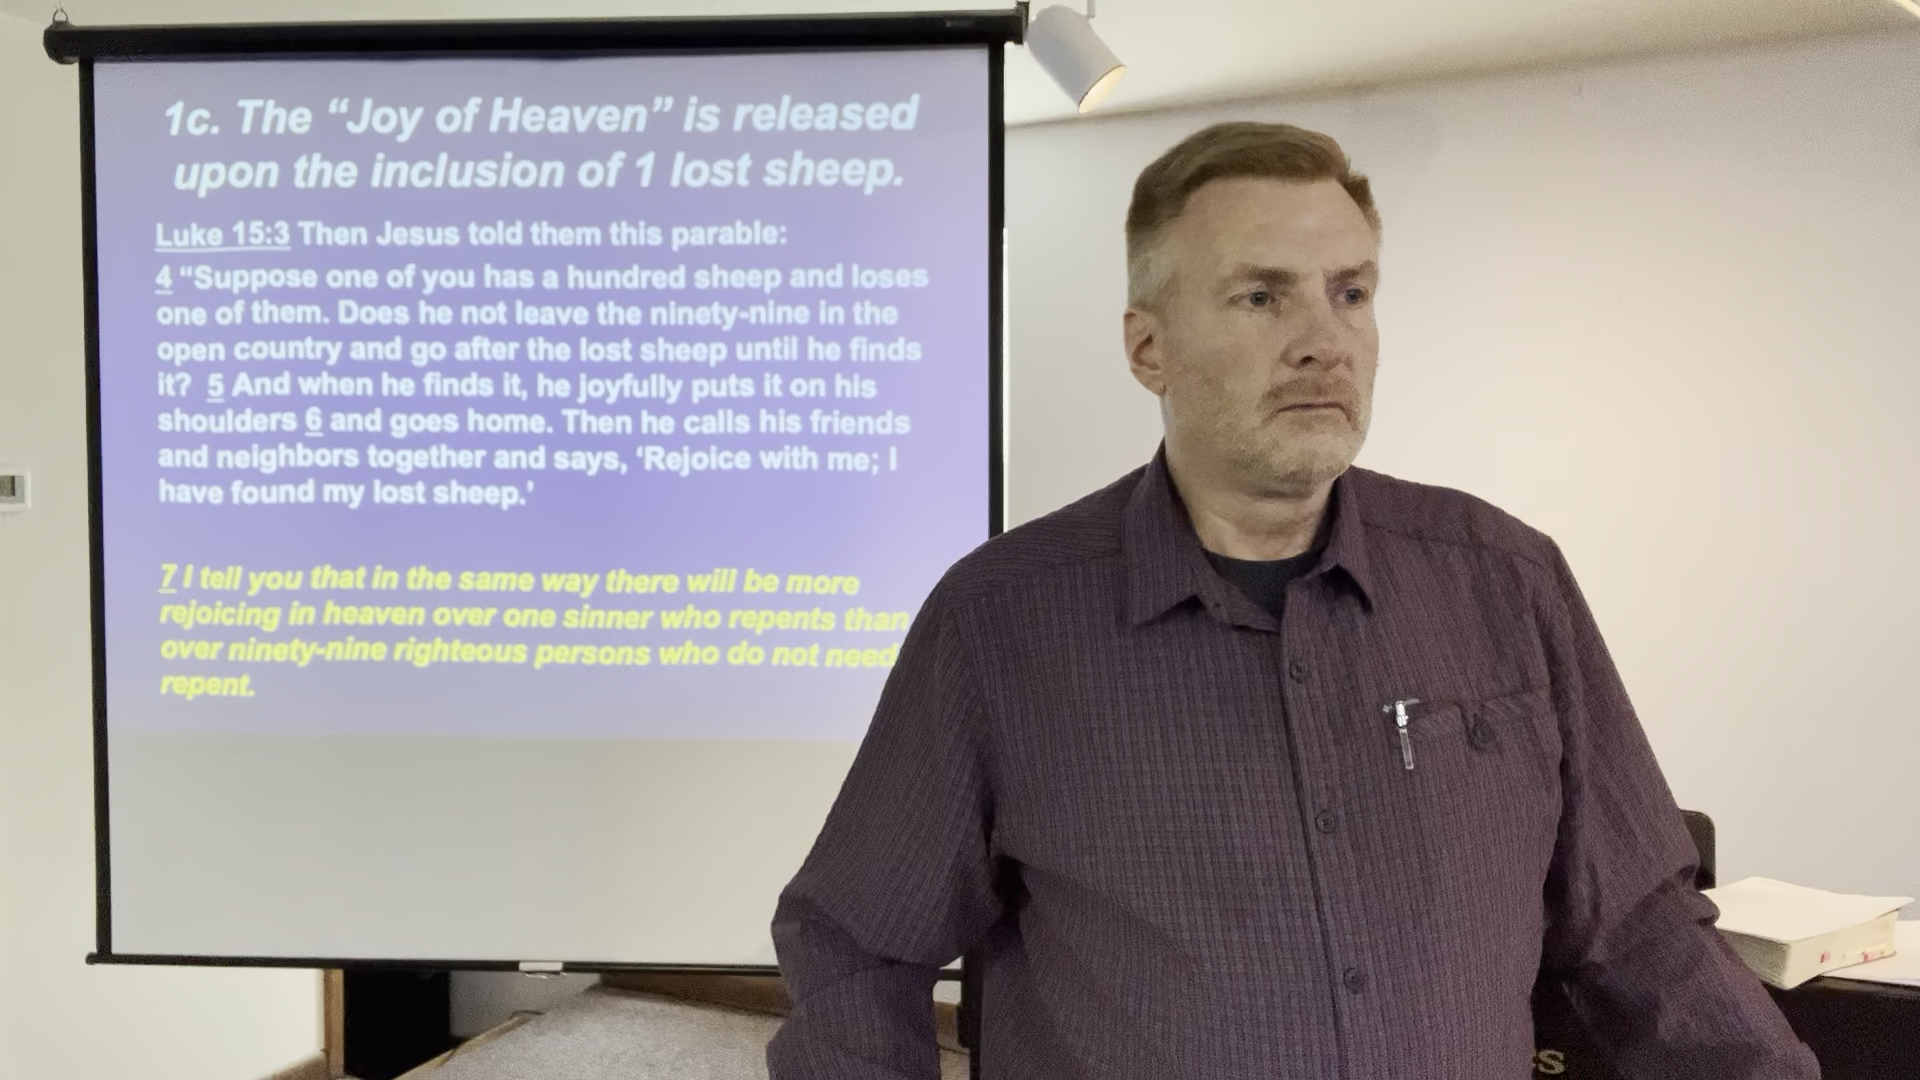 1c. The “Joy of Heaven” is released
upon the inclusion of 1 lost sheep.
Luke 15:3 Then Jesus told them this parable:
4 “Suppose one of you has a hundred sheep and loses
one of them. Does he not leave the ninety-nine in the
open country and go after the lost sheep until he finds
it? 5 And when he finds it, he joyfully puts it on his
shoulders 6 and goes home. Then he calls his friends
and neighbors together and says, ‘Rejoice with me; I
have found my lost sheep.’
7 I tell you that in the same way there will be more
rejoicing in heaven over one sinner who repents than
over ninety-nine righteous persons who do not need
repent.